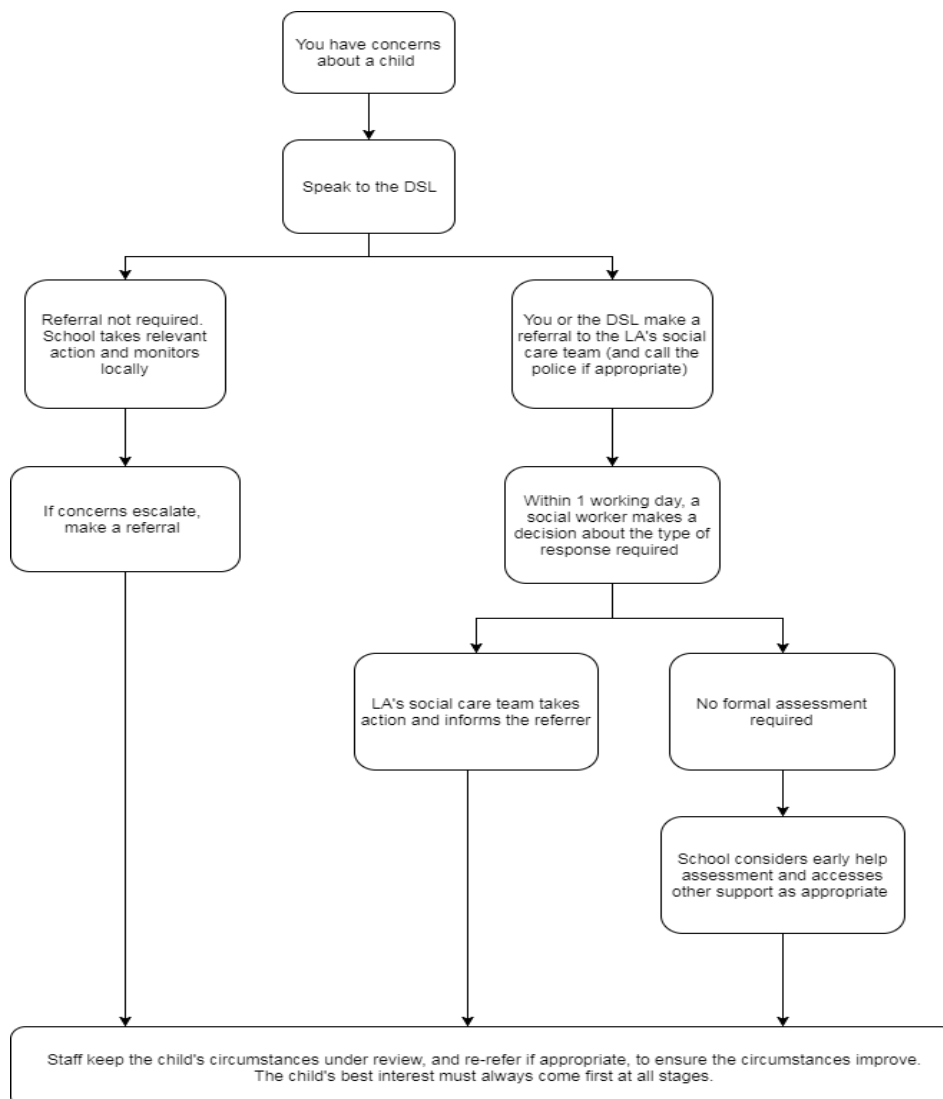 You have concerns
about a child
Speak to the DSL
Referral not required.
School takes relevant
action and monitors
locally
You or the DSL make a
referral to the LA's social
care team (and call the
police if appropriate)
If concerns escalate,
make a referral
Within 1 working day, a
social worker makes a
decision about the type of
response required
LA's social care team takes
action and informs the referrer
No formal assessment
required
School considers early help
assessment and accesses
other support as appropriate
Staff keep the child's circumstances under review, and re-refer if appropriate, to ensure the circumstances improve.
The child's best interest must always come first at all stages.